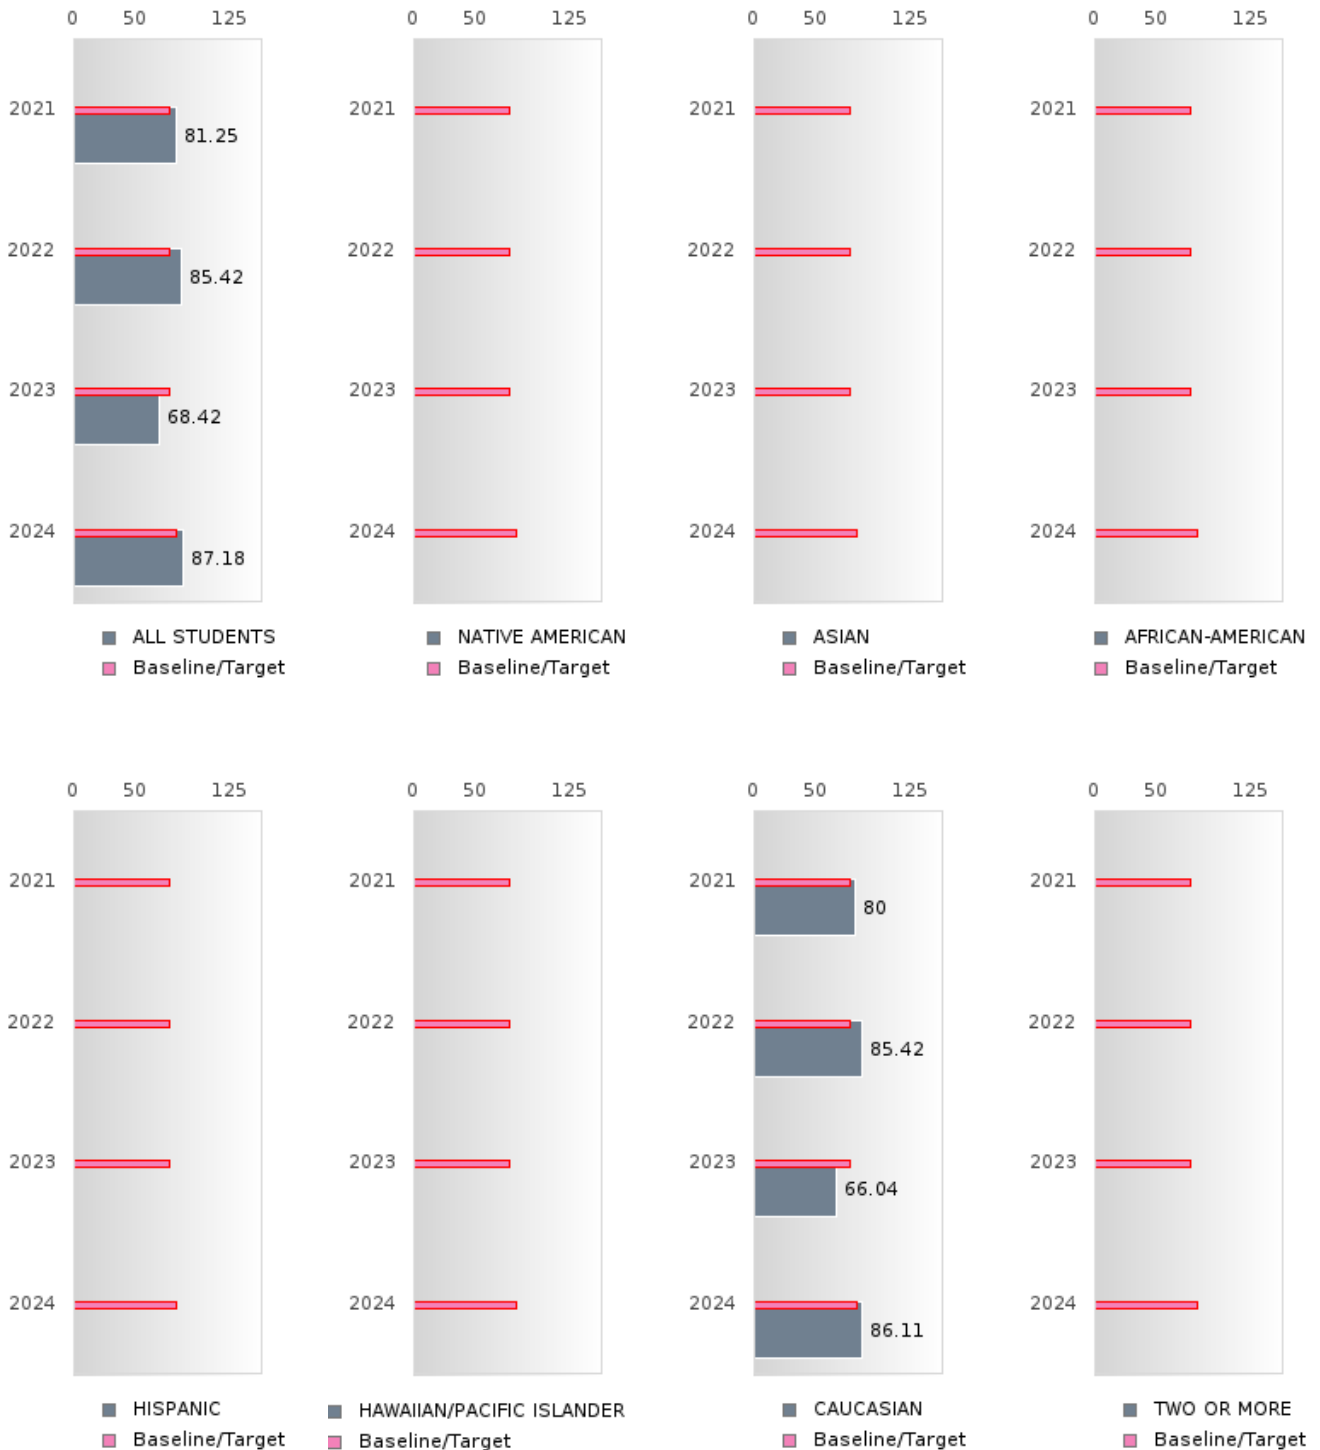 0 50 125 0 50 125 0 50 125 0 50 125
2021 81.25 2021 2021 2021
2022 85.42 2022 2022 2022
2023 68.42 2023 2023 2023
2024 87.18 2024 2024 2024
ALL STUDENTS NATIVE AMERICAN ASIAN AFRICAN-AMERICAN
Baseline/Target Baseline/Target Baseline/Target Baseline/Target
0 50 125 0 50 125 0 50 125 0 50 125
2021 2021 2021 80 2021
2022 2022 2022 85.42 2022
2023 2023 2023 66.04 2023
2024 2024 2024 86.11 2024
HISPANIC HAWAIIAN/PACIFIC ISLANDER CAUCASIAN TWO OR MORE
Baseline/Target Baseline/Target Baseline/Target Baseline/Target